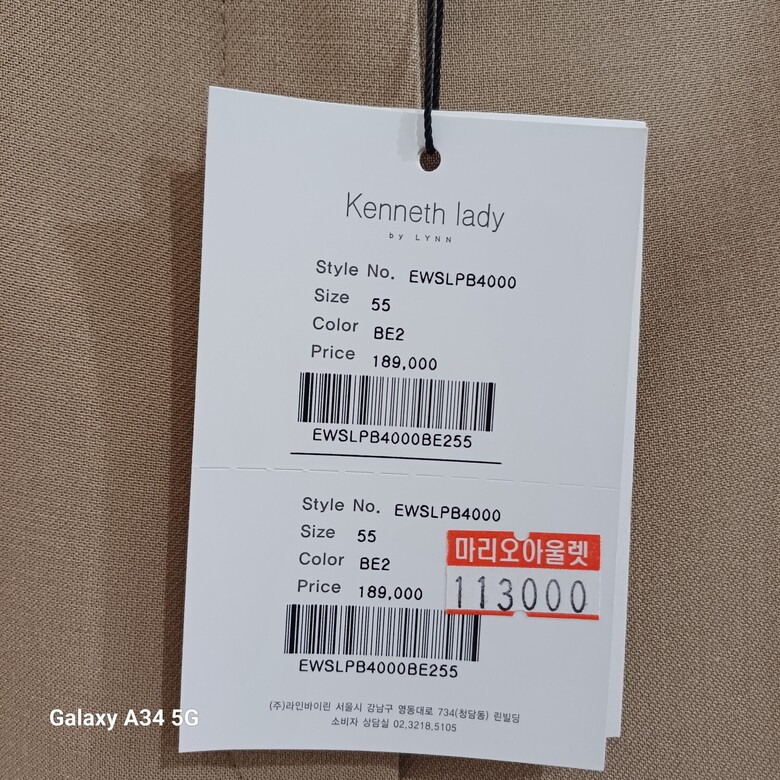 Kenneth lady
by LYNN
Style No. EWSLPB4000
Size 55
Color BE2
Price 189,000
EWSLPB4000BE255
Style No. EWSLPB4000
Size 55
Color BE2
Price 189,000
마리오아울렛
113000
EWSLPB4000BE255
(주)라인바이린 서울시 강남구 영동대로 734(청담동) 린빌딩
소비자 상담실 02.3218.5105
Galaxy A34 5G